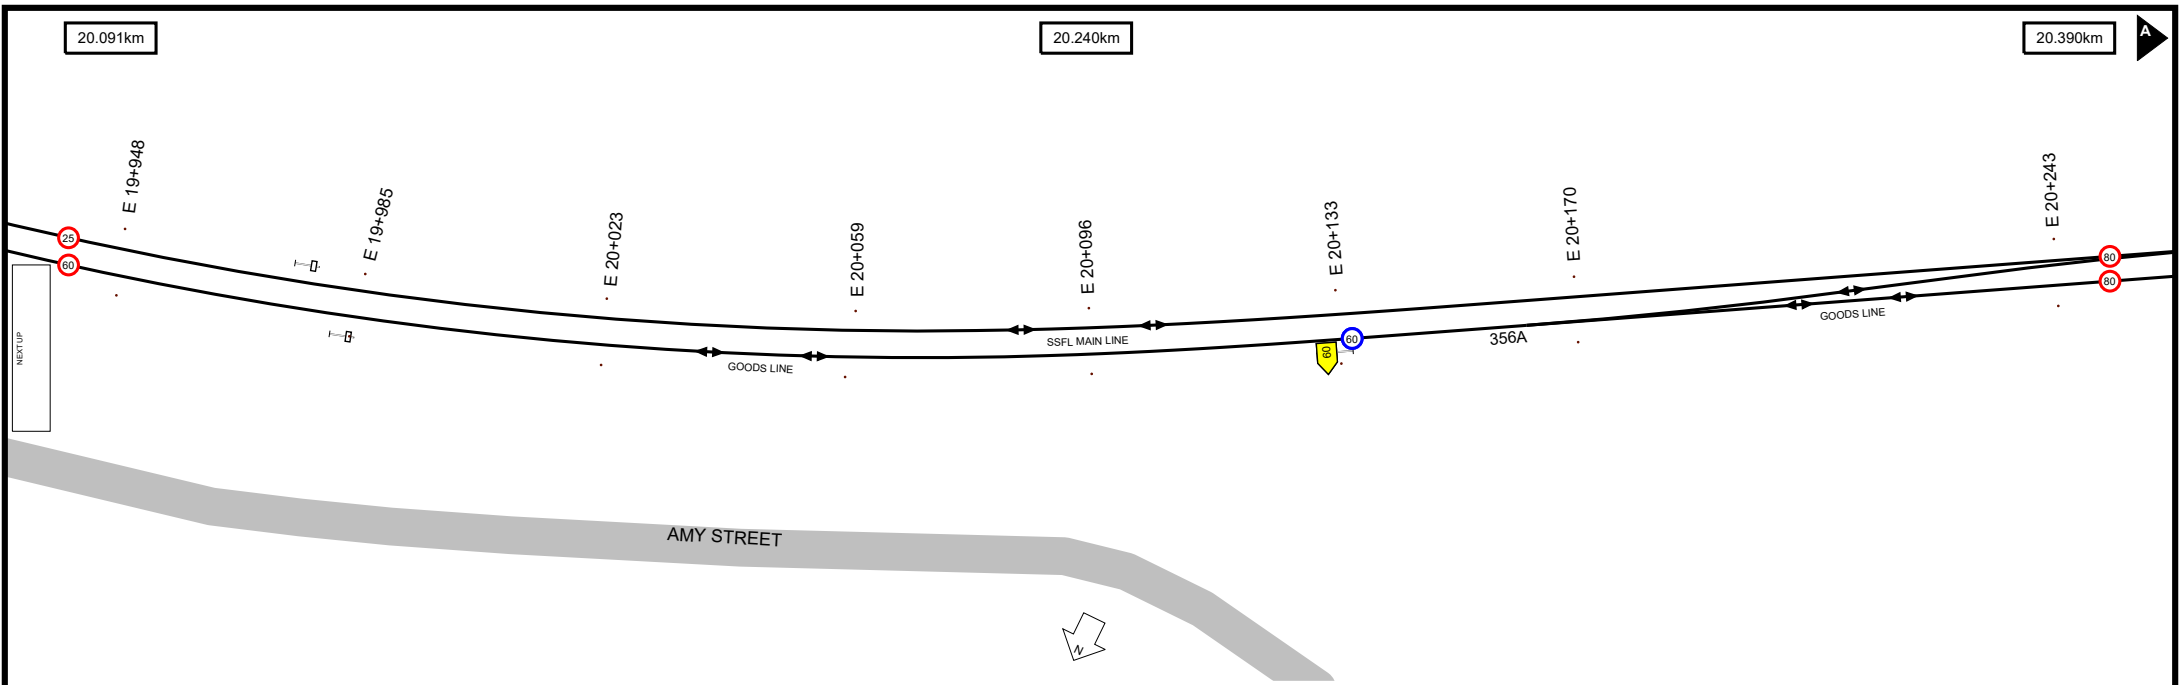 20.091km
20.240km
20.390km
A
E 19+948
E 19+985
E 20+023
E 20+059
E 20+096
E 20+133
E 20+170
E 20+243
25
60
80
80
60
60
SSFL MAIN LINE
GOODS LINE
GOODS LINE
356A
NEXT UP
AMY STREET
N